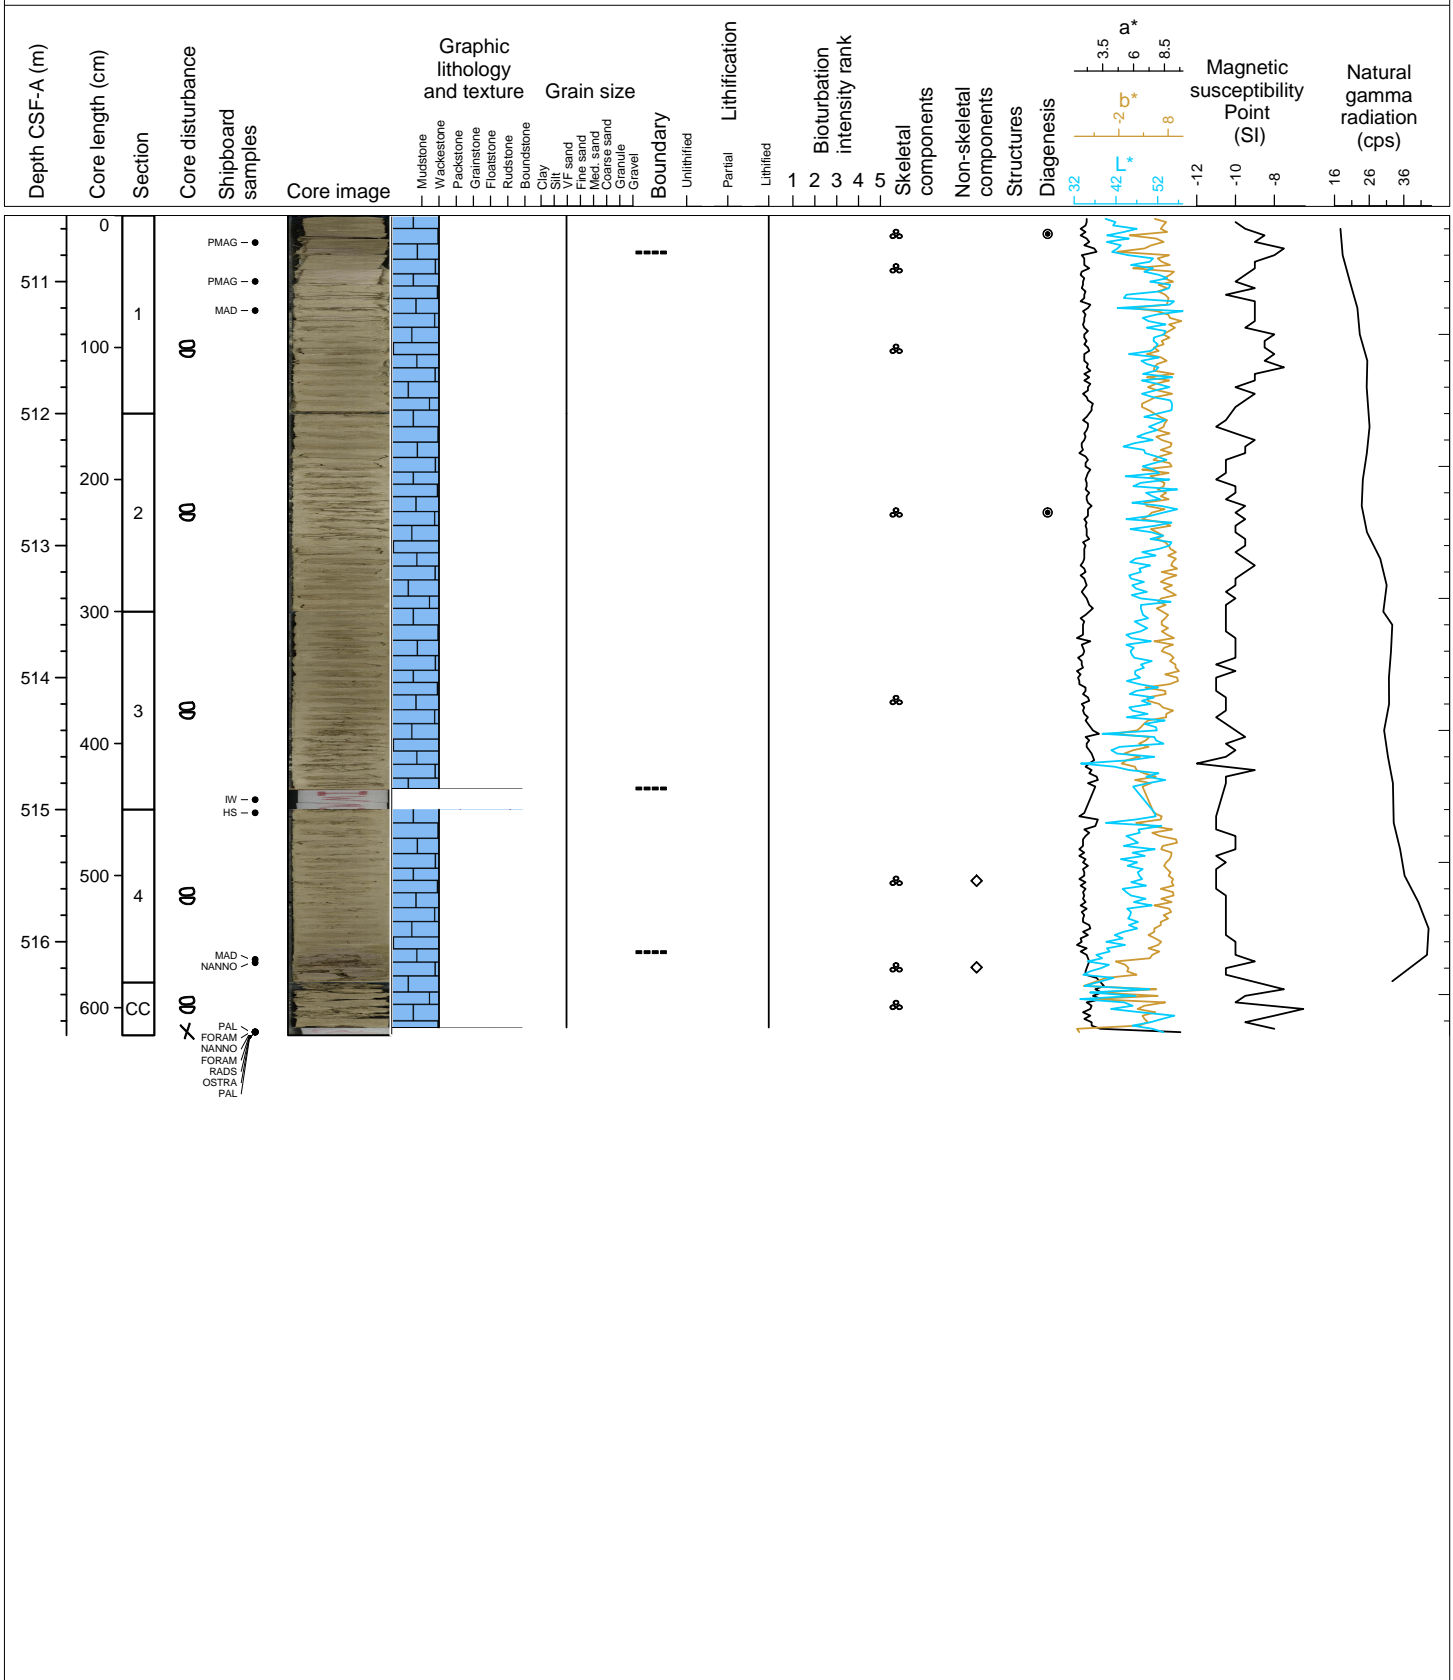 Depth CSF-A (m)
Core length (cm)
Section
Core disturbance
Shipboard
samples
Core image
Graphic
lithology
and texture
Mudstone
Wackestone
Packstone
Grainstone
Floatstone
Rudstone
Boundstone
Grain size
Clay
Silt
VF sand
Fine sand
Med. sand
Coarse sand
Granule
Gravel
Boundary
Lithification
Unlithified
Partial
Lithified
Bioturbation
intensity rank
1 2 3 4 5
Skeletal
components
Non-skeletal
components
Structures
Diagenesis
a*
3.5 6 8.5
b*
-2 8
L*
32 42 52
Magnetic
susceptibility
Point
(SI)
-12 -10 -8
Natural
gamma
radiation
(cps)
16 26 36
0
PMAG
511
PMAG
MAD
1
100
512
200
2
513
300
514
3
400
IW
515
HS
500
4
516
MAD
NANNO
600
CC
PAL
FORAM
NANNO
FORAM
RADS
OSTRA
PAL